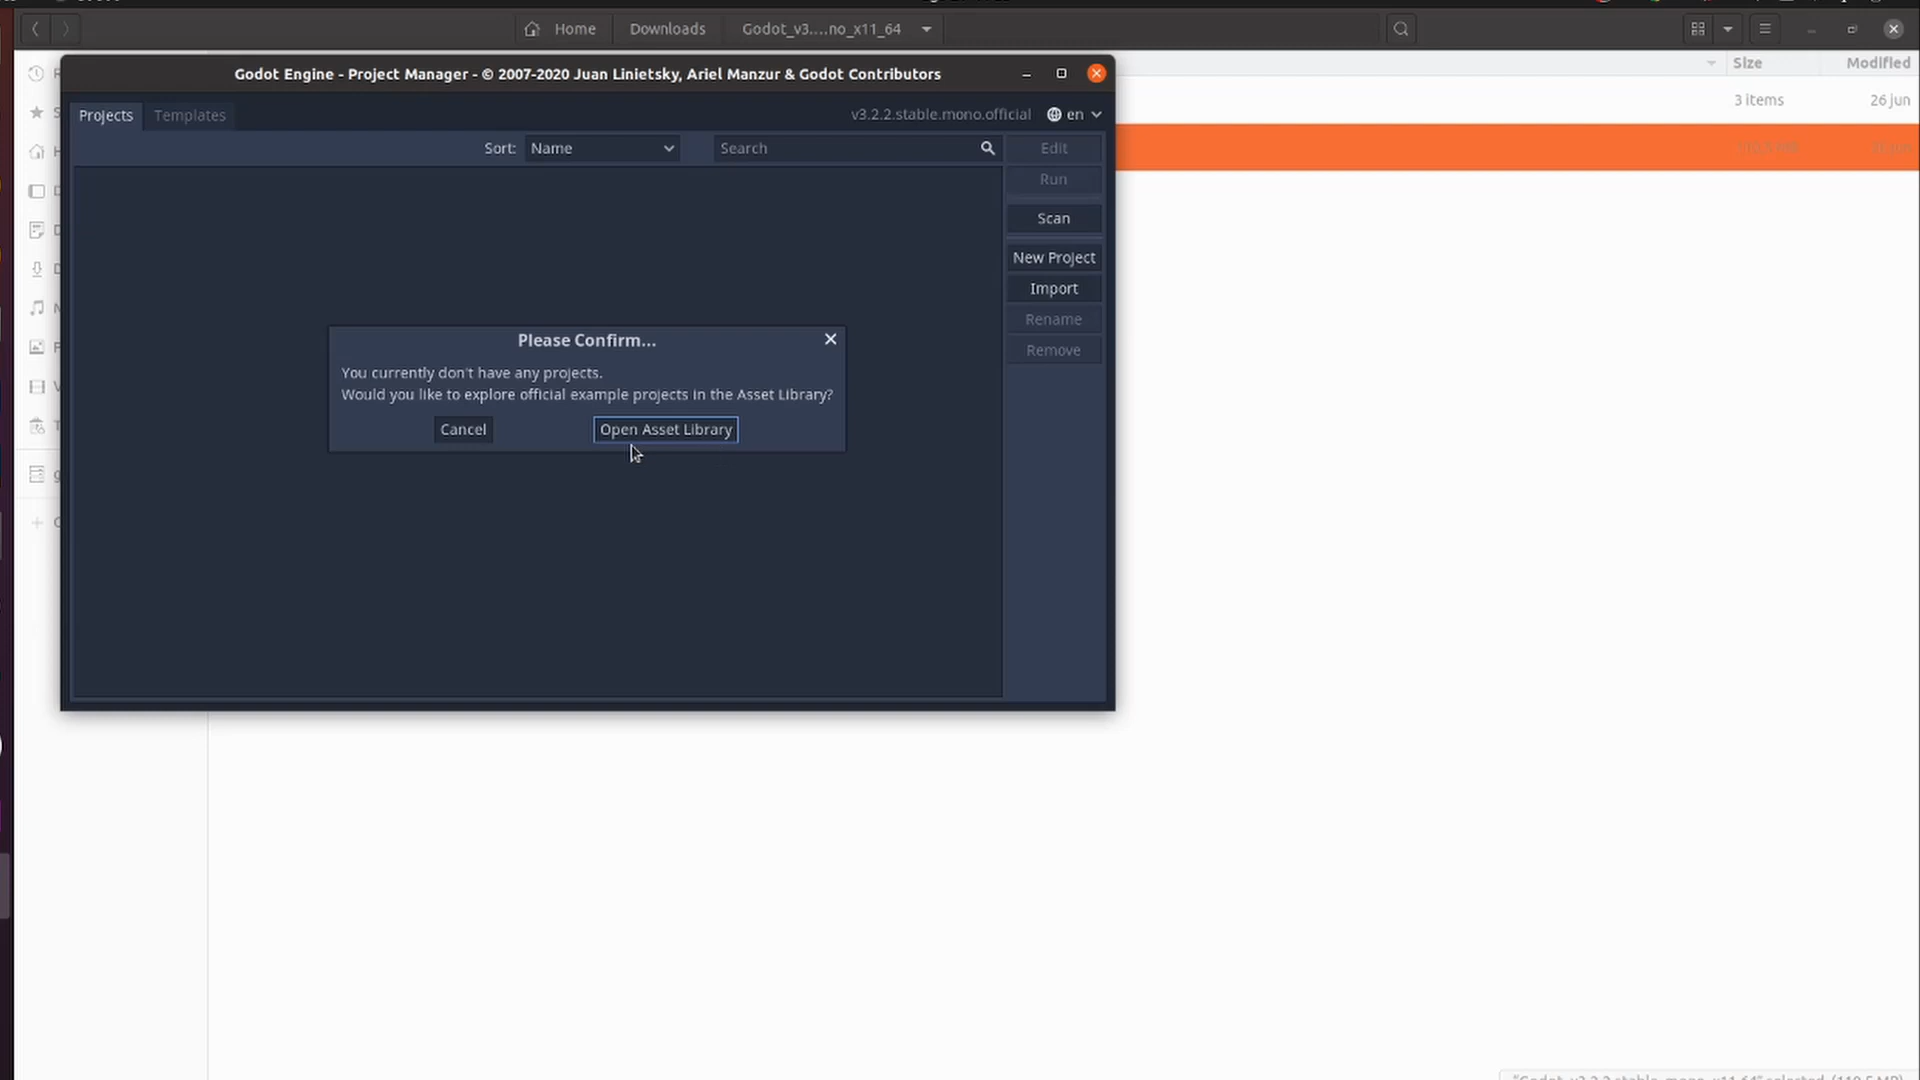 Home
Downloads
Godot_v3....no_x11_64
Size
Modified
3 items
26 jun
Godot Engine - Project Manager - © 2007-2020 Juan Linietsky, Ariel Manzur & Godot Contributors
Projects
Templates
v3.2.2.stable.mono.official
en
Sort:
Name
Search
Edit
Run
Scan
New Project
Import
Rename
Remove
Please Confirm...
You currently don't have any projects.
Would you like to explore official example projects in the Asset Library?
Cancel
Open Asset Library